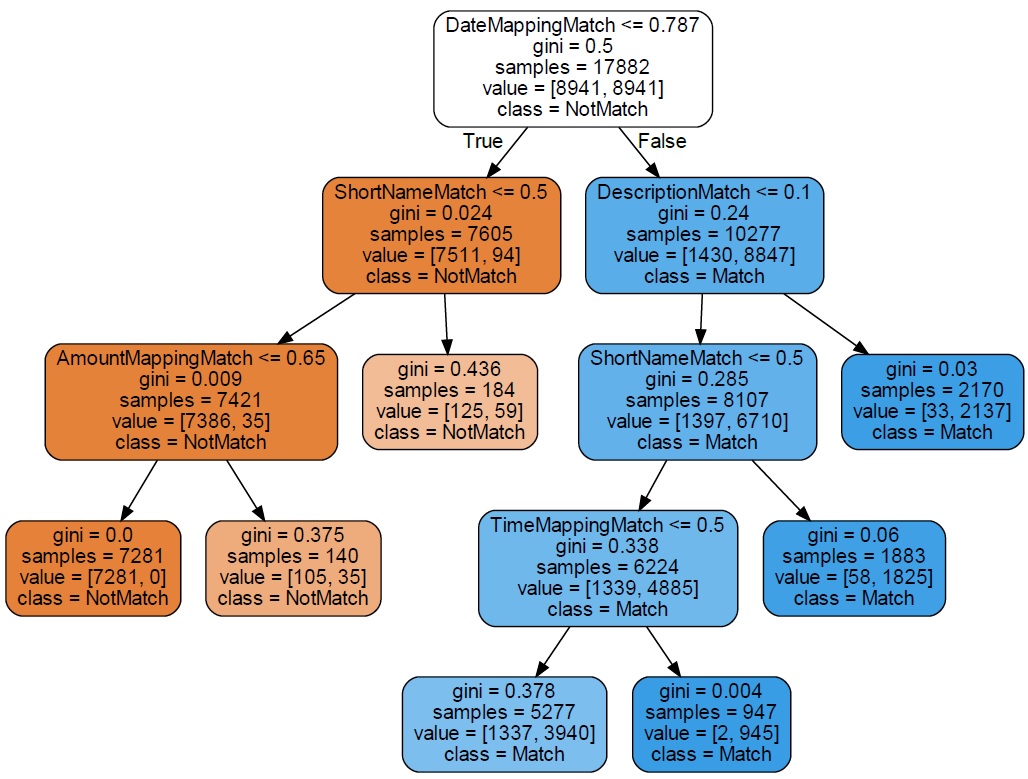 DateMappingMatch <= 0.787
gini = 0.5
samples = 17882
value = [8941, 8941]
class = NotMatch
True
False
ShortNameMatch <= 0.5
gini = 0.024
samples = 7605
value = [7511, 94]
class = NotMatch
DescriptionMatch <= 0.1
gini = 0.24
samples = 10277
value = [1430, 8847]
class = Match
AmountMappingMatch <= 0.65
gini = 0.009
samples = 7421
value = [7386, 35]
class = NotMatch
gini = 0.436
samples = 184
value = [125, 59]
class = NotMatch
ShortNameMatch <= 0.5
gini = 0.285
samples = 8107
value = [1397, 6710]
class = Match
gini = 0.03
samples = 2170
value = [33, 2137]
class = Match
gini = 0.0
samples = 7281
value = [7281, 0]
class = NotMatch
gini = 0.375
samples = 140
value = [105, 35]
class = NotMatch
TimeMappingMatch <= 0.5
gini = 0.338
samples = 6224
value = [1339, 4885]
class = Match
gini = 0.06
samples = 1883
value = [58, 1825]
class = Match
gini = 0.378
samples = 5277
value = [1337, 3940]
class = Match
gini = 0.004
samples = 947
value = [2, 945]
class = Match